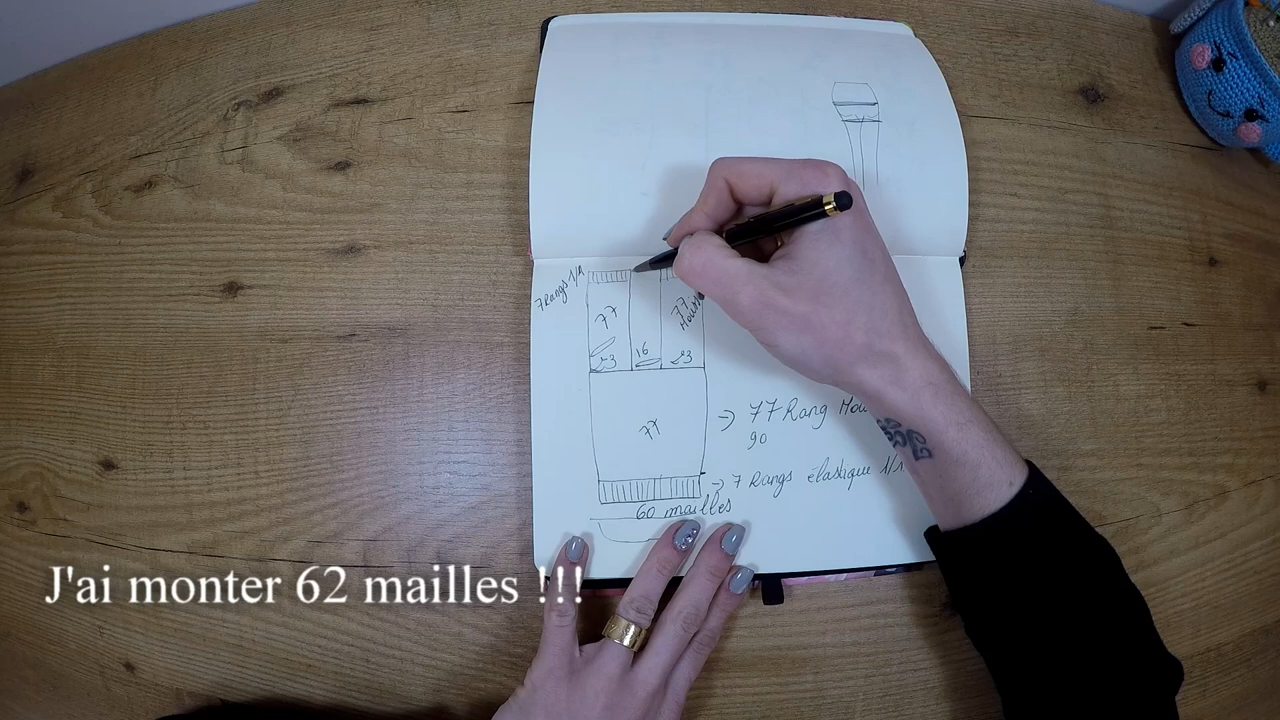 7 Rangs 1/1
77
77
23
16
23
77
→ 77 Rang
90
→ 7 Rangs élastique 1/1
60 mailles
J'ai monter 62 mailles !!!